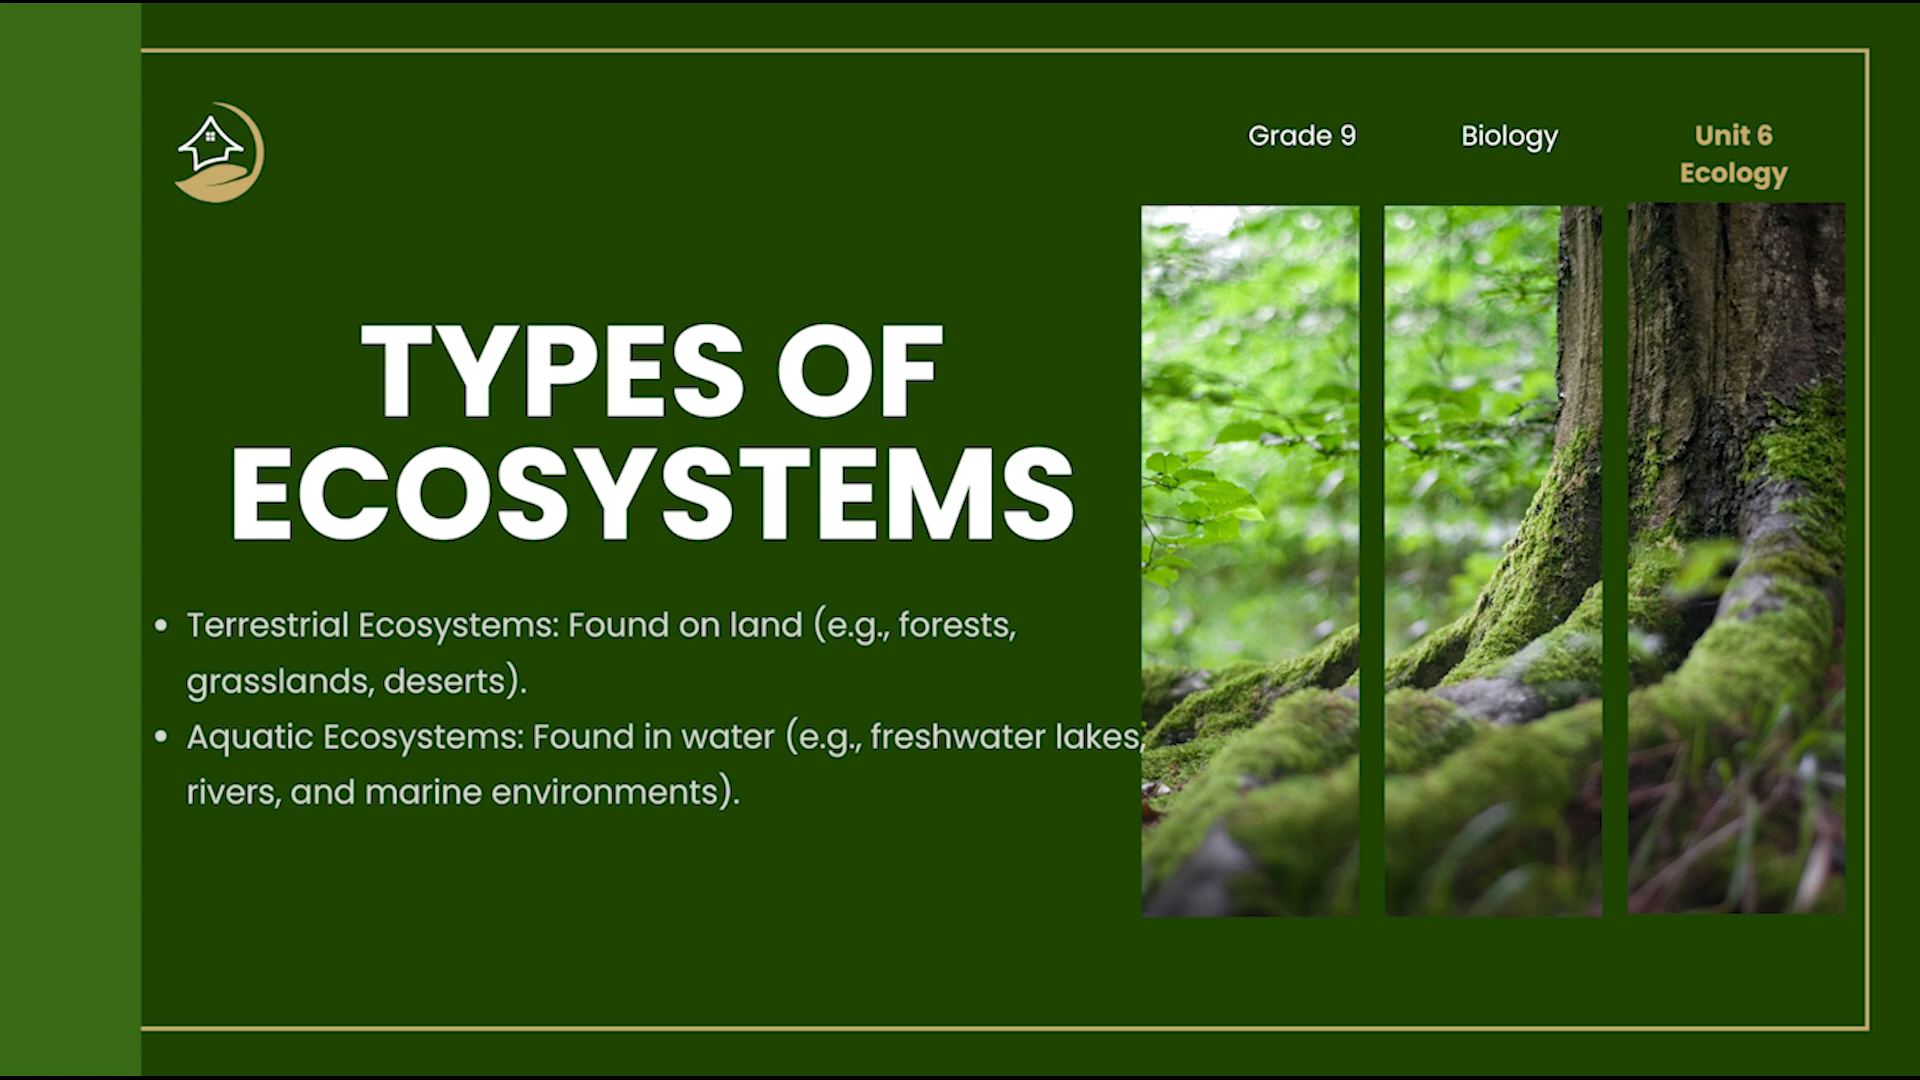 Grade 9
Biology
Unit 6
Ecology
TYPES OF
ECOSYSTEMS
• Terrestrial Ecosystems: Found on land (e.g., forests,
grasslands, deserts).
• Aquatic Ecosystems: Found in water (e.g., freshwater lakes,
rivers, and marine environments).